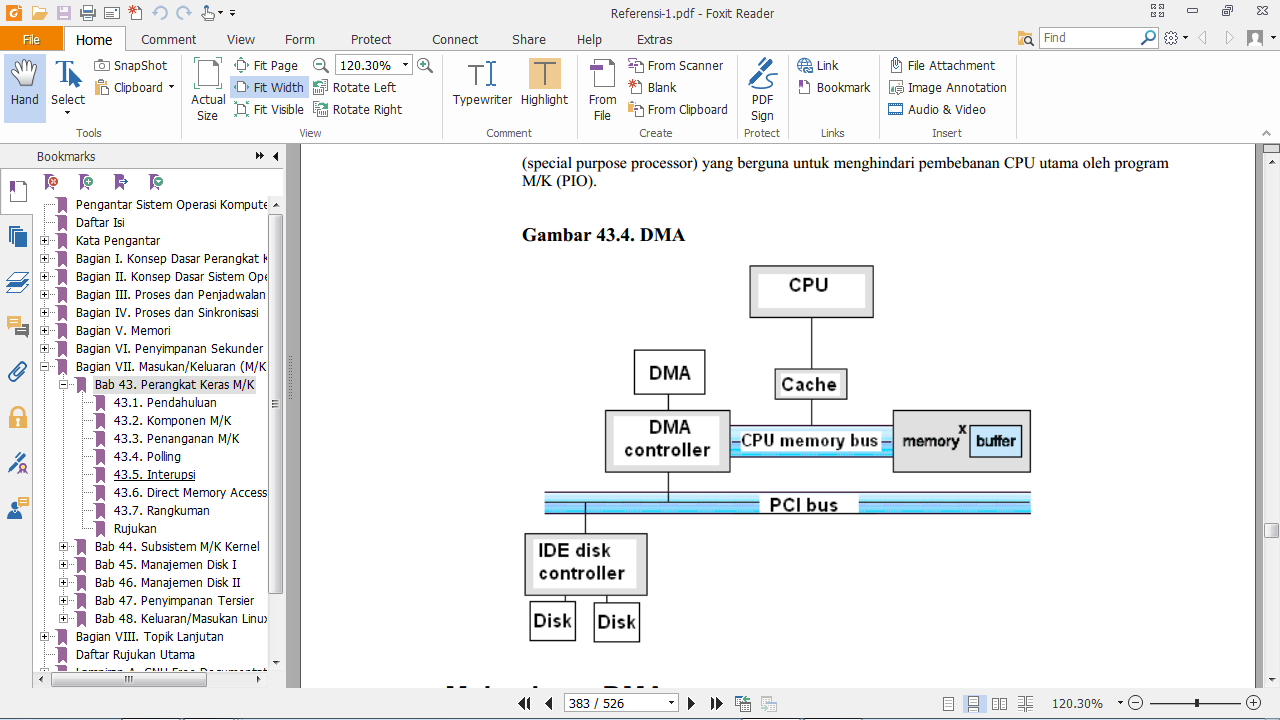 Referensi-1.pdf - Foxit Reader
File Home Comment View Form Protect Connect Share Help Extras Find
Hand
Select
SnapShot
Clipboard
Tools
Actual
Size
Fit Page
Fit Width
Fit Visible
120.30%
Rotate Left
Rotate Right
View
Typewriter
Highlight
Comment
From
File
From Scanner
Blank
From Clipboard
Create
PDF
Sign
Protect
Link
Bookmark
Links
File Attachment
Image Annotation
Audio & Video
Insert
Bookmarks
Pengantar Sistem Operasi Kompute
Daftar Isi
Kata Pengantar
Bagian I. Konsep Dasar Perangkat K
Bagian II. Konsep Dasar Sistem Ope
Bagian III. Proses dan Penjadwalan
Bagian IV. Proses dan Sinkronisasi
Bagian V. Memori
Bagian VI. Penyimpanan Sekunder
Bagian VII. Masukan/Keluaran (M/K
Bab 43. Perangkat Keras M/K
43.1. Pendahuluan
43.2. Komponen M/K
43.3. Penanganan M/K
43.4. Polling
43.5. Interupsi
43.6. Direct Memory Access
43.7. Rangkuman
Rujukan
Bab 44. Subsistem M/K Kernel
Bab 45. Manajemen Disk I
Bab 46. Manajemen Disk II
Bab 47. Penyimpanan Tersier
Bab 48. Keluaran/Masukan Linux
Bagian VIII. Topik Lanjutan
Daftar Rujukan Utama
(special purpose processor) yang berguna untuk menghindari pembebanan CPU utama oleh program
M/K (PIO).
Gambar 43.4. DMA
CPU
DMA
Cache
DMA
controller
CPU memory bus
memory
x
buffer
PCI bus
IDE disk
controller
Disk
Disk
383 / 526
120.30%